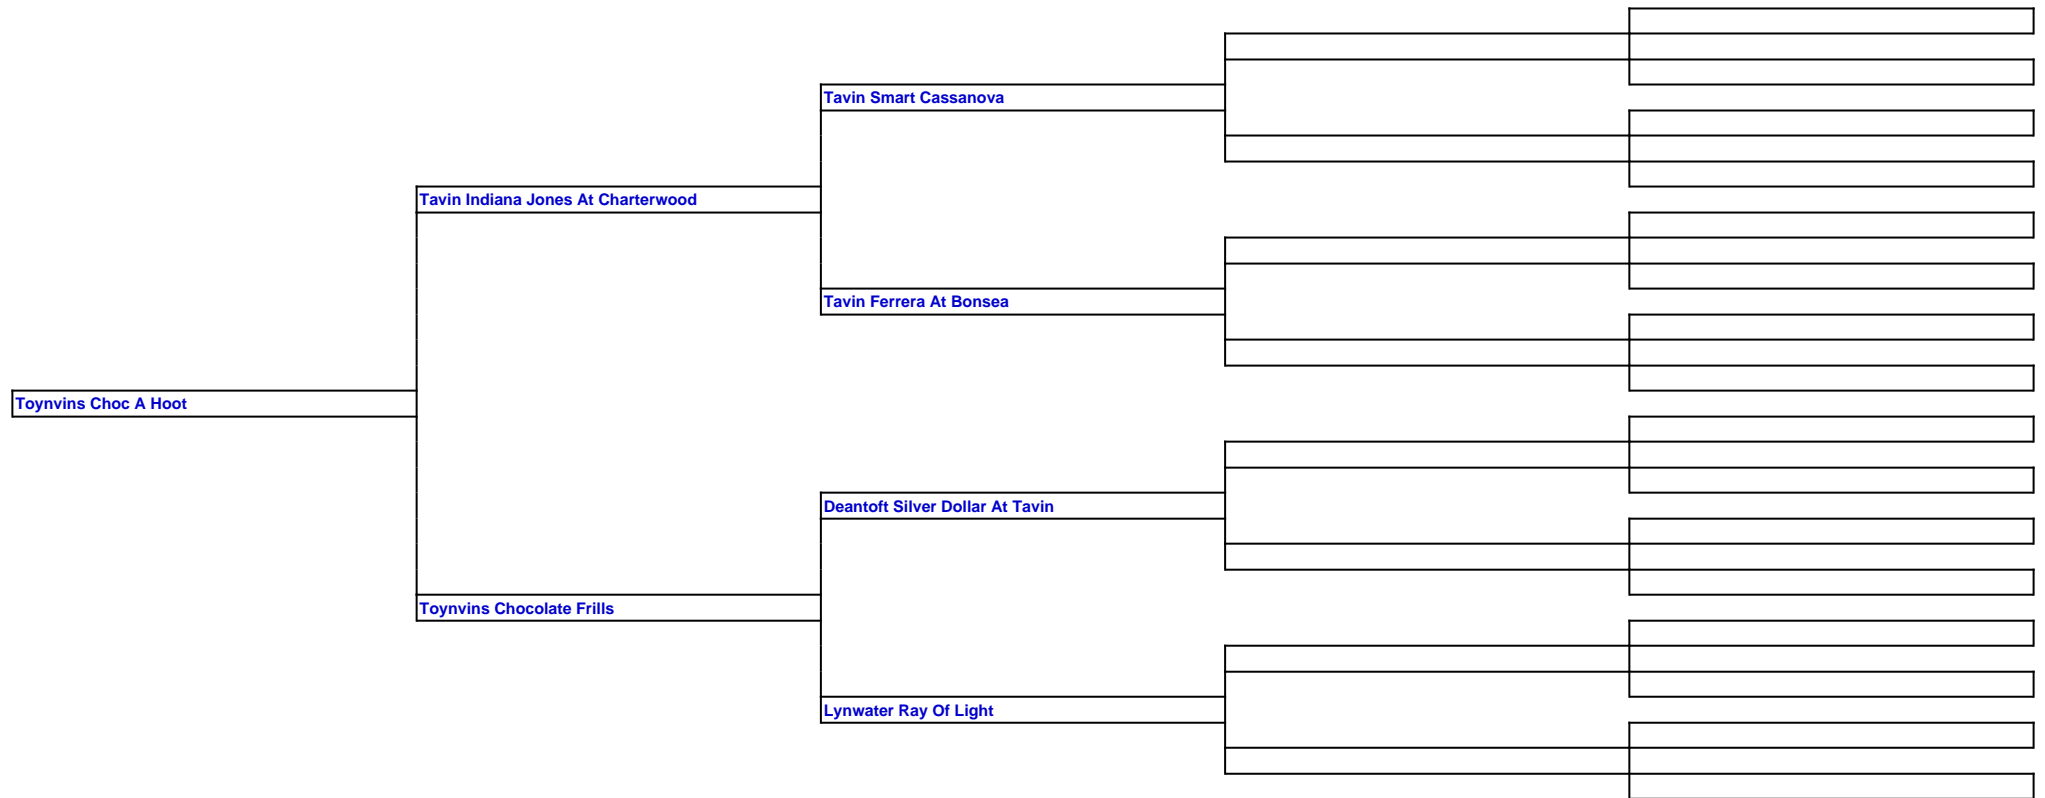 Tavin Smart Cassanova
Tavin Indiana Jones At Charterwood
Tavin Ferrera At Bonsea
Toynvins Choc A Hoot
Deantoft Silver Dollar At Tavin
Toynvins Chocolate Frills
Lynwater Ray Of Light